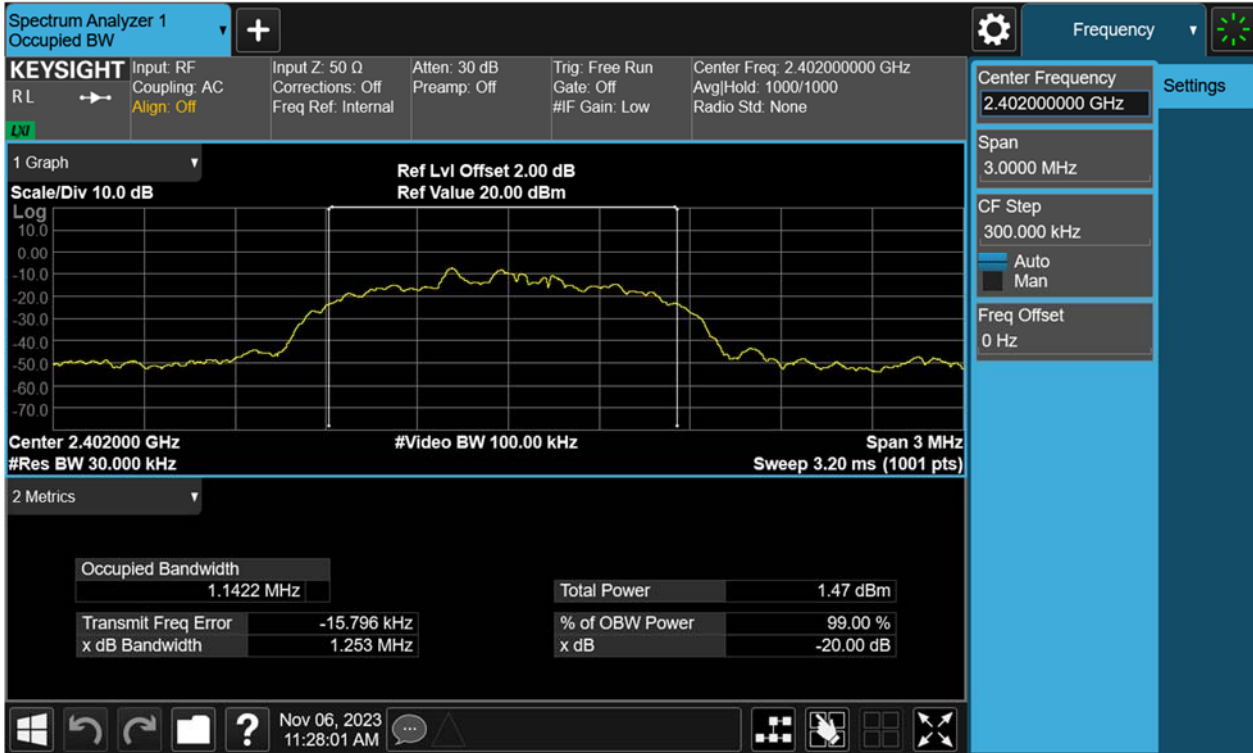 Spectrum Analyzer 1
Occupied BW
+
Frequency
KEYSIGHT
R L
LXI
Input: RF
Coupling: AC
Align: Off
Input Z: 50 Ω
Corrections: Off
Freq Ref: Internal
Atten: 30 dB
Preamp: Off
Trig: Free Run
Gate: Off
#IF Gain: Low
Center Freq: 2.402000000 GHz
Avg|Hold: 1000/1000
Radio Std: None
Center Frequency
2.402000000 GHz
Settings
Span
3.0000 MHz
CF Step
300.000 kHz
Auto
Man
Freq Offset
0 Hz
1 Graph
Scale/Div 10.0 dB
Ref Lvl Offset 2.00 dB
Ref Value 20.00 dBm
Log
10.0
0.00
-10.0
-20.0
-30.0
-40.0
-50.0
-60.0
-70.0
Center 2.402000 GHz
#Video BW 100.00 kHz
Span 3 MHz
#Res BW 30.000 kHz
Sweep 3.20 ms (1001 pts)
2 Metrics
Occupied Bandwidth
1.1422 MHz
Transmit Freq Error -15.796 kHz
x dB Bandwidth 1.253 MHz
Total Power 1.47 dBm
% of OBW Power 99.00 %
x dB -20.00 dB
?
Nov 06, 2023
11:28:01 AM